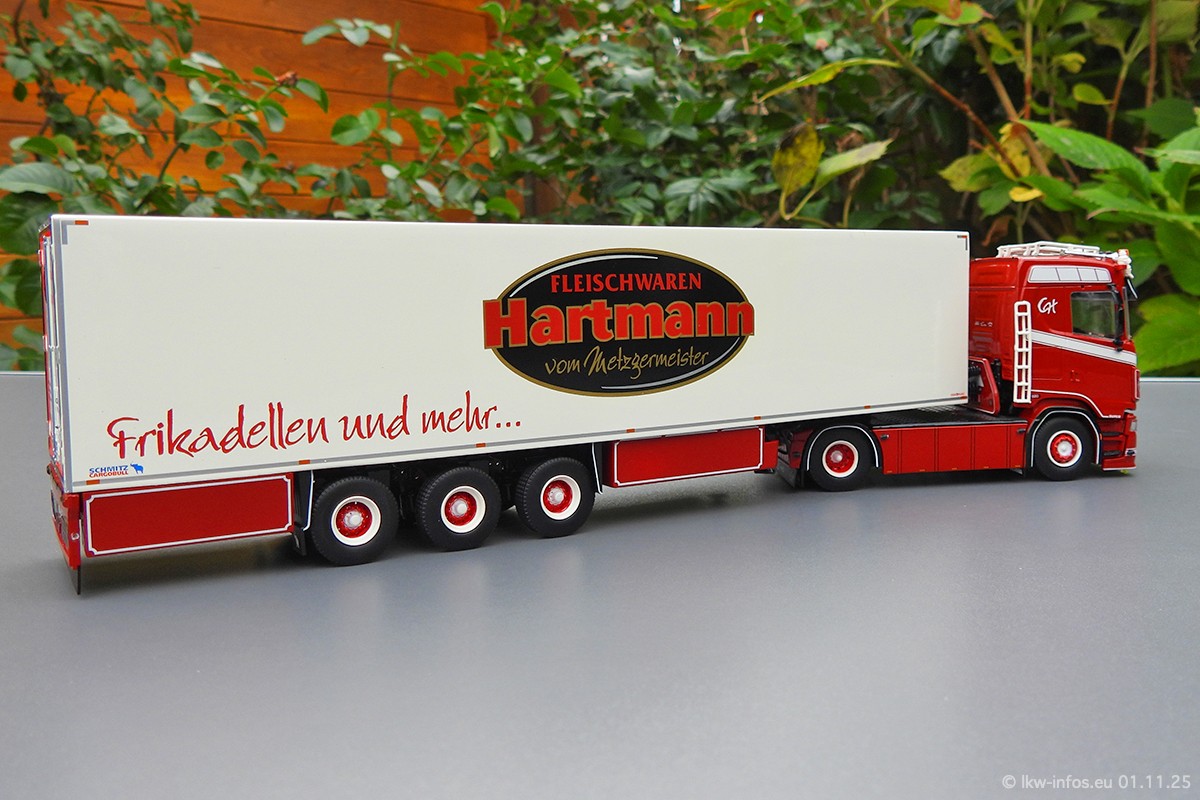 FLEISCHWAREN
Hartmann
vom Metzgermeister
Frikadellen und mehr...
SCHMITZ
CARGOBULL
© lkw-infos.eu 01.11.25